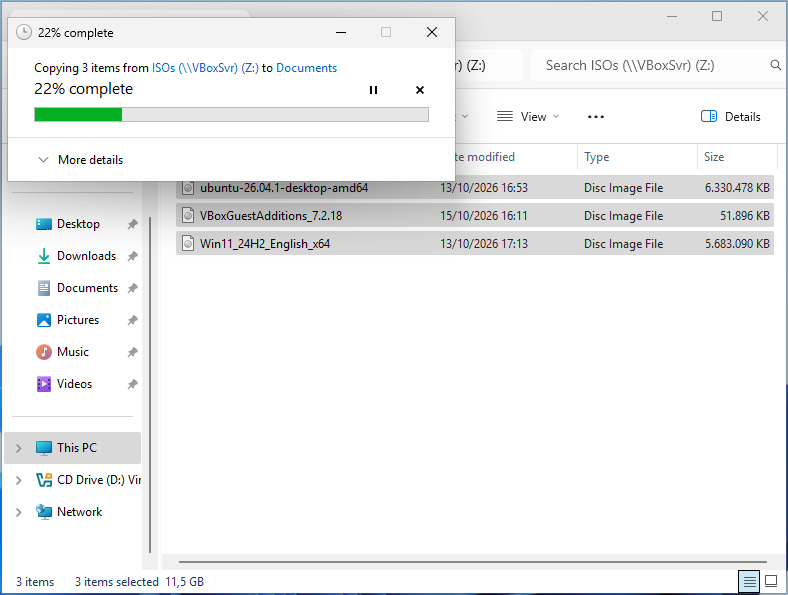 22% complete
Copying 3 items from ISOs (\\VBoxSvr) (Z:) to Documents
22% complete
More details
(Z:)
Search ISOs (\\VBoxSvr) (Z:)
View
Details
modified
Type
Size
ubuntu-26.04.1-desktop-amd64 13/10/2026 16:53 Disc Image File 6.330.478 KB
VBoxGuestAdditions_7.2.18 15/10/2026 16:11 Disc Image File 51.896 KB
Win11_24H2_English_x64 13/10/2026 17:13 Disc Image File 5.683.090 KB
Desktop
Downloads
Documents
Pictures
Music
Videos
This PC
CD Drive (D:) Vir
Network
3 items 3 items selected 11,5 GB